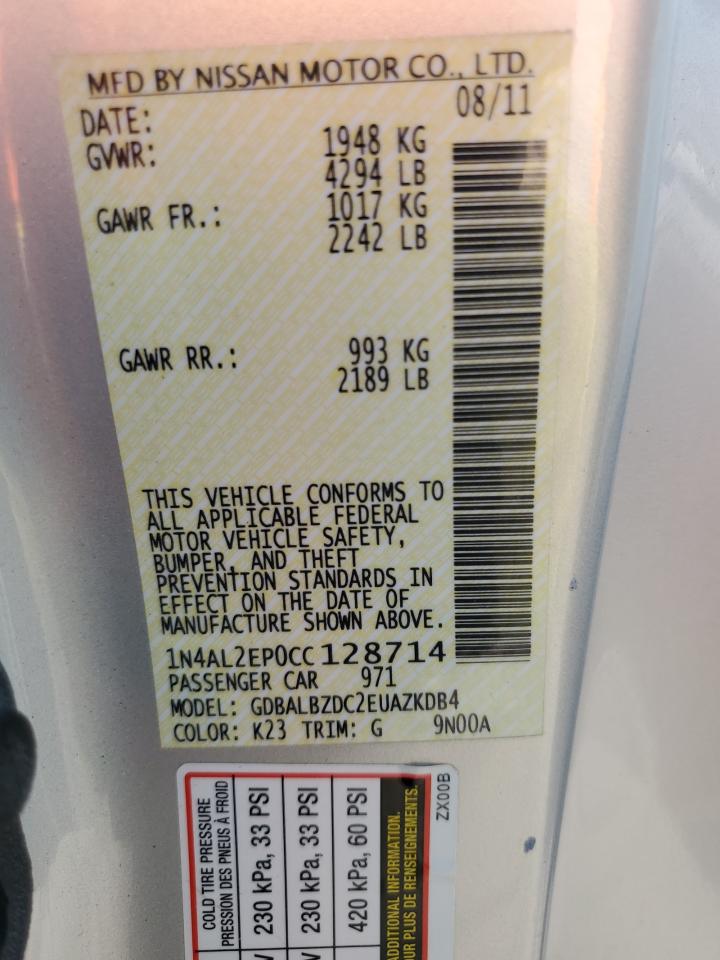 MFD BY NISSAN MOTOR CO., LTD.
DATE: 08/11
GVWR: 1948 KG
4294 LB
GAWR FR.: 1017 KG
2242 LB
GAWR RR.: 993 KG
2189 LB
THIS VEHICLE CONFORMS TO
ALL APPLICABLE FEDERAL
MOTOR VEHICLE SAFETY,
BUMPER, AND THEFT
PREVENTION STANDARDS IN
EFFECT ON THE DATE OF
MANUFACTURE SHOWN ABOVE.
1N4AL2EP0CC128714
PASSENGER CAR 971
MODEL: GDBALBZDC2EUAZKDB4
COLOR: K23 TRIM: G 9N00A
COLD TIRE PRESSURE
PRESSION DES PNEUS À FROID
230 kPa, 33 PSI
230 kPa, 33 PSI
420 kPa, 60 PSI
ADDITIONAL INFORMATION.
PLUS DE RENSEIGNEMENTS.
ZX00B